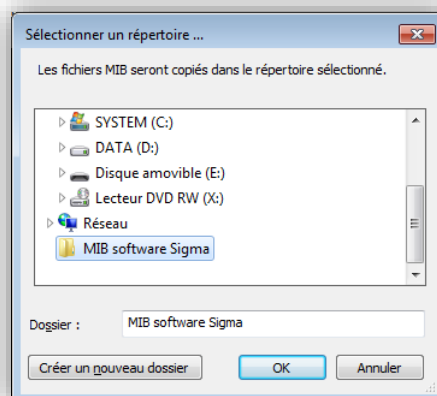 Sélectionner un répertoire ...
Les fichiers MIB seront copiés dans le répertoire sélectionné.
SYSTEM (C:)
DATA (D:)
Disque amovible (E:)
Lecteur DVD RW (X:)
Réseau
MIB software Sigma
Dossier : MIB software Sigma
Créer un nouveau dossier OK Annuler